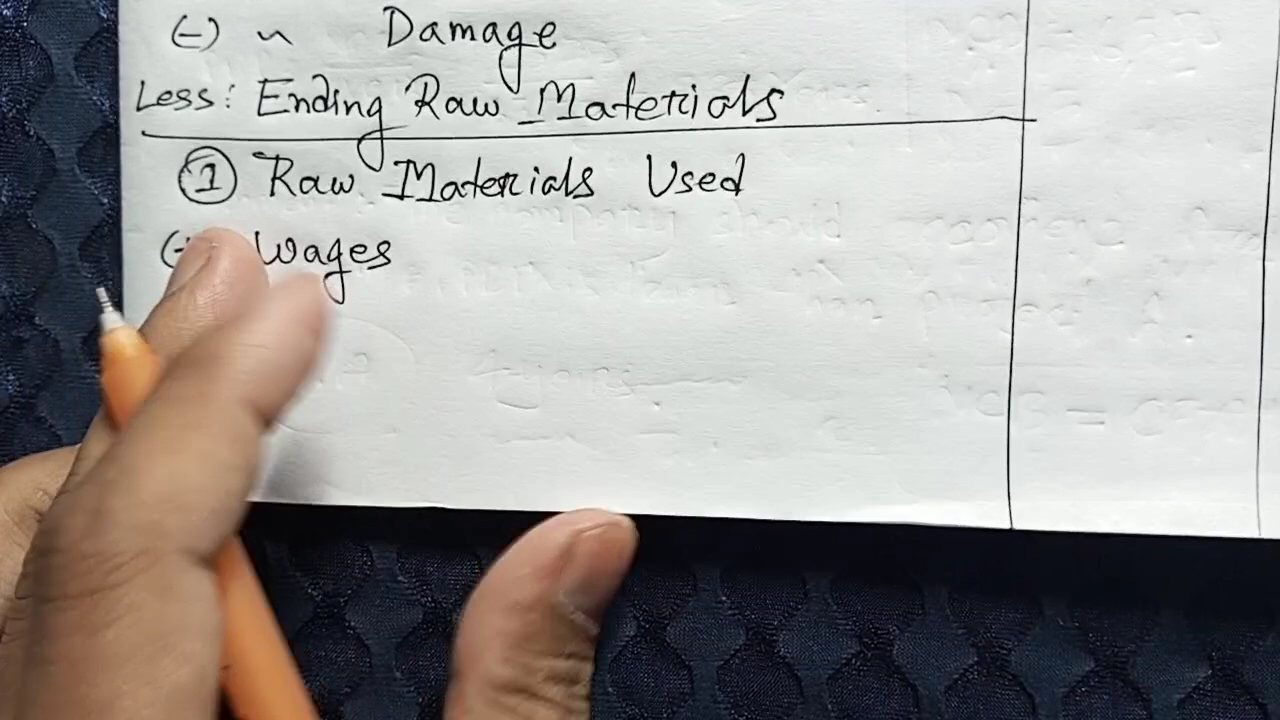 (-) " Damage
Less: Ending Raw Materials
① Raw Materials Used
Wages